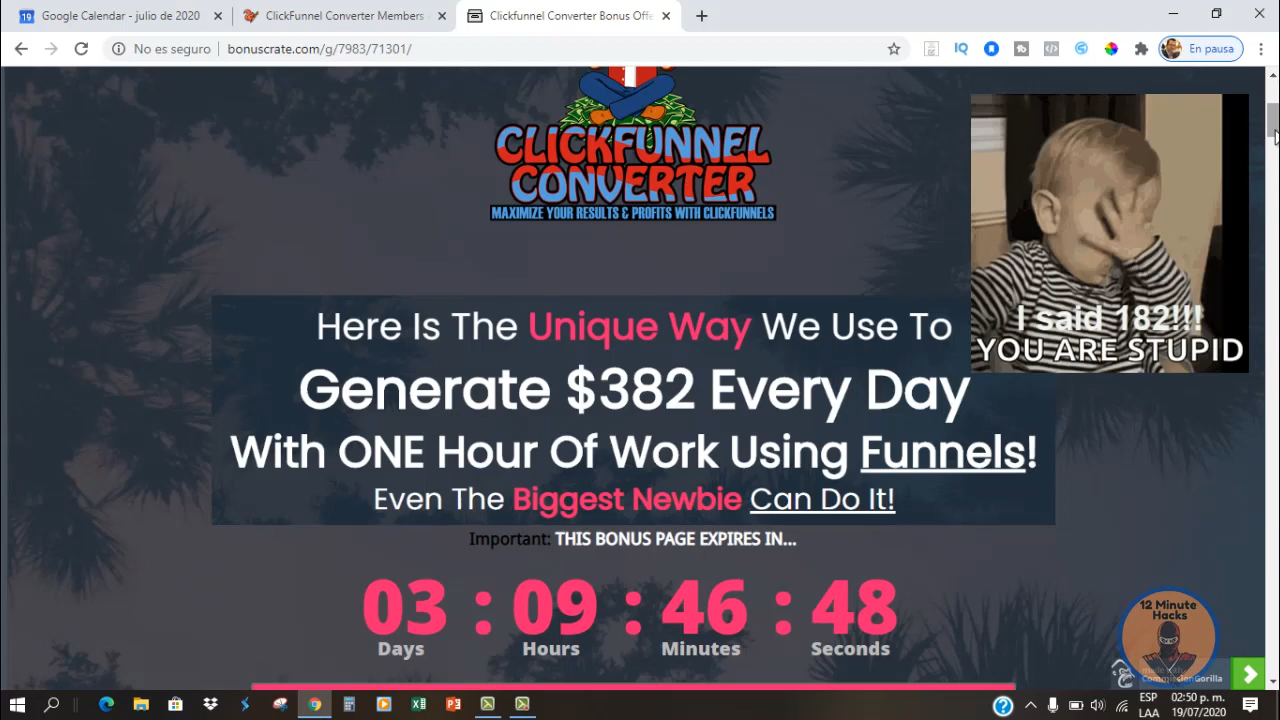 Google Calendar - julio de 2020
ClickFunnel Converter Members
Clickfunnel Converter Bonus Offe
No es seguro
bonuscrate.com/g/7983/71301/
IQ
En pausa
CLICKFUNNEL
CONVERTER
MAXIMIZE YOUR RESULTS & PROFITS WITH CLICKFUNNELS
I said 182!!!
YOU ARE STUPID
Here Is The Unique Way We Use To
Generate $382 Every Day
With ONE Hour Of Work Using Funnels!
Even The Biggest Newbie Can Do It!
Important: THIS BONUS PAGE EXPIRES IN...
03 : 09 : 46 : 48
Days Hours Minutes Seconds
12 Minute
Hacks
CommissionGorilla
ESP
LAA
02:50 p. m.
19/07/2020